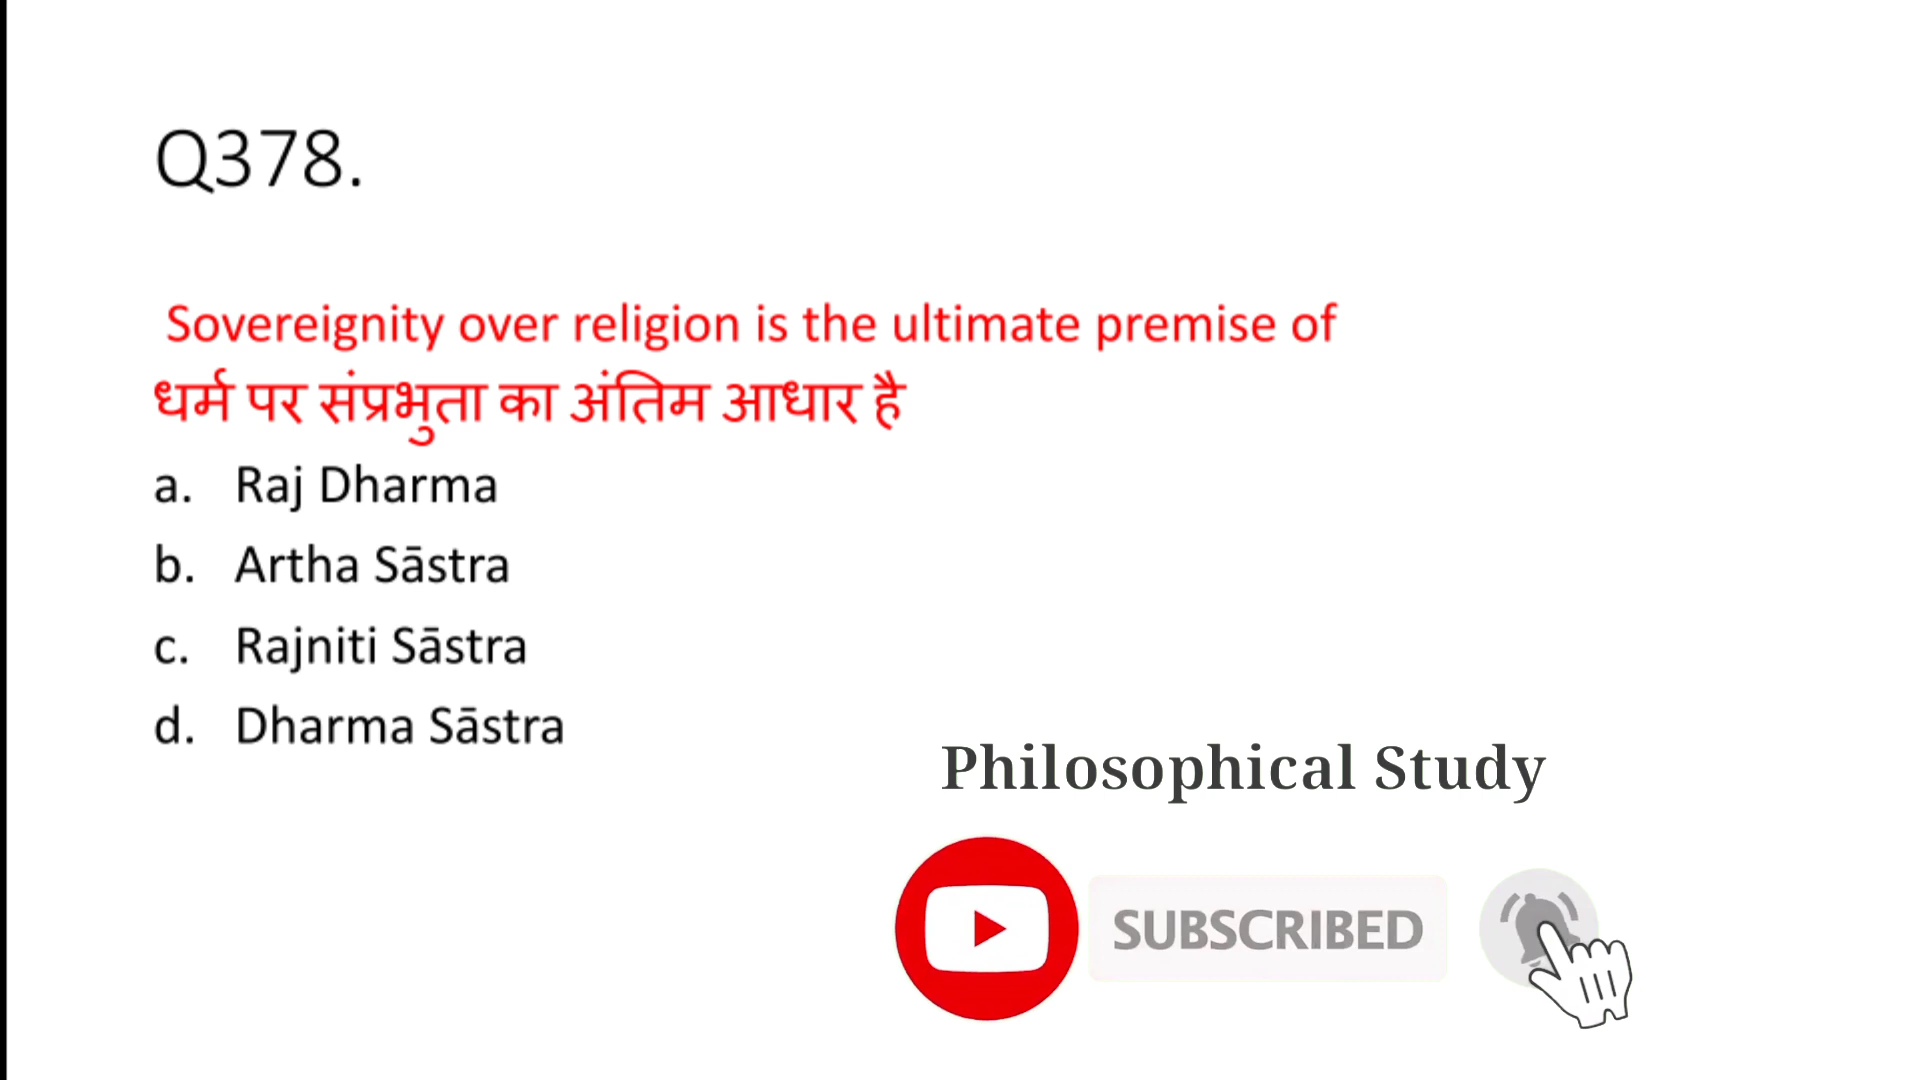 Q378.
Sovereignity over religion is the ultimate premise of
धर्म पर संप्रभुता का अंतिम आधार है
a. Raj Dharma
b. Artha Sāstra
c. Rajniti Sāstra
d. Dharma Sāstra
Philosophical Study
SUBSCRIBED